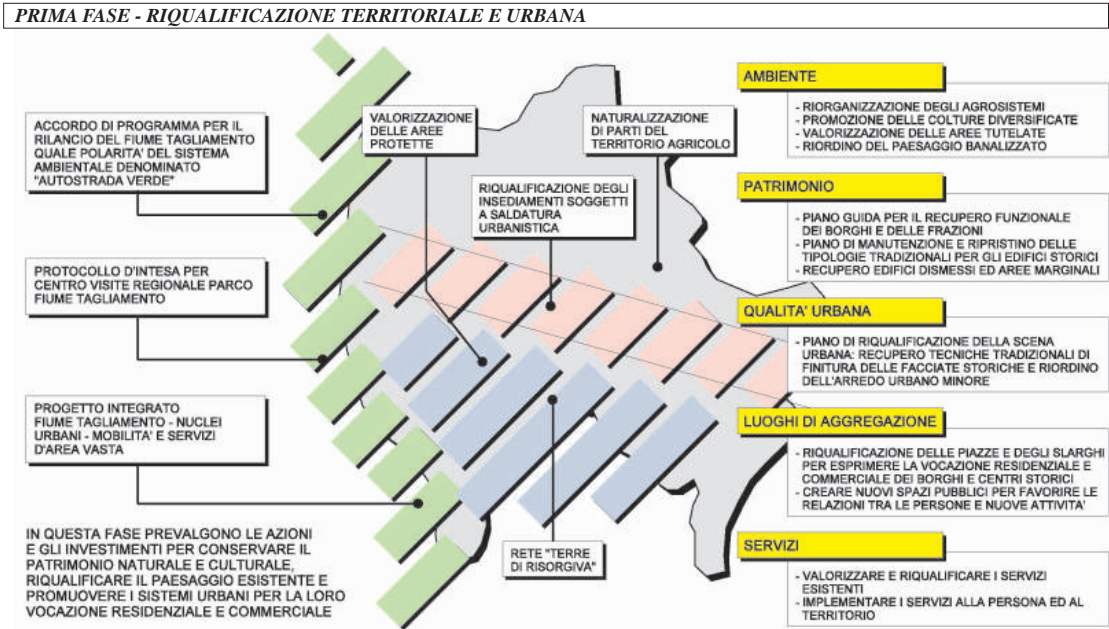 PRIMA FASE - RIQUALIFICAZIONE TERRITORIALE E URBANA
ACCORDO DI PROGRAMMA PER IL
RILANCIO DEL FIUME TAGLIAMENTO
QUALE POLARITA' DEL SISTEMA
AMBIENTALE DENOMINATO
"AUTOSTRADA VERDE"
PROTOCOLLO D'INTESA PER
CENTRO VISITE REGIONALE PARCO
FIUME TAGLIAMENTO
PROGETTO INTEGRATO
FIUME TAGLIAMENTO - NUCLEI
URBANI - MOBILITA' E SERVIZI
D'AREA VASTA
IN QUESTA FASE PREVALGONO LE AZIONI
E GLI INVESTIMENTI PER CONSERVARE IL
PATRIMONIO NATURALE E CULTURALE,
RIQUALIFICARE IL PAESAGGIO ESISTENTE E
PROMUOVERE I SISTEMI URBANI PER LA LORO
VOCAZIONE RESIDENZIALE E COMMERCIALE
VALORIZZAZIONE
DELLE AREE
PROTETTE
NATURALIZZAZIONE
DI PARTI DEL
TERRITORIO AGRICOLO
RIQUALIFICAZIONE DEGLI
INSEDIAMENTI SOGGETTI
A SALDATURA
URBANISTICA
RETE "TERRE
DI RISORGIVA"
AMBIENTE
- RIORGANIZZAZIONE DEGLI AGROSISTEMI
- PROMOZIONE DELLE COLTURE DIVERSIFICATE
- VALORIZZAZIONE DELLE AREE TUTELATE
- RIORDINO DEL PAESAGGIO BANALIZZATO
PATRIMONIO
- PIANO GUIDA PER IL RECUPERO FUNZIONALE
DEI BORGHI E DELLE FRAZIONI
- PIANO DI MANUTENZIONE E RIPRISTINO DELLE
TIPOLOGIE TRADIZIONALI PER GLI EDIFICI STORICI
- RECUPERO EDIFICI DISMESSI ED AREE MARGINALI
QUALITA' URBANA
- PIANO DI RIQUALIFICAZIONE DELLA SCENA
URBANA: RECUPERO TECNICHE TRADIZIONALI DI
FINITURA DELLE FACCIATE STORICHE E RIORDINO
DELL'ARREDO URBANO MINORE
LUOGHI DI AGGREGAZIONE
- RIQUALIFICAZIONE DELLE PIAZZE E DEGLI SLARGHI
PER ESPRIMERE LA VOCAZIONE RESIDENZIALE E
COMMERCIALE DEI BORGHI E CENTRI STORICI
- CREARE NUOVI SPAZI PUBBLICI PER FAVORIRE LE
RELAZIONI TRA LE PERSONE E NUOVE ATTIVITA'
SERVIZI
- VALORIZZARE E RIQUALIFICARE I SERVIZI
ESISTENTI
- IMPLEMENTARE I SERVIZI ALLA PERSONA ED AL
TERRITORIO